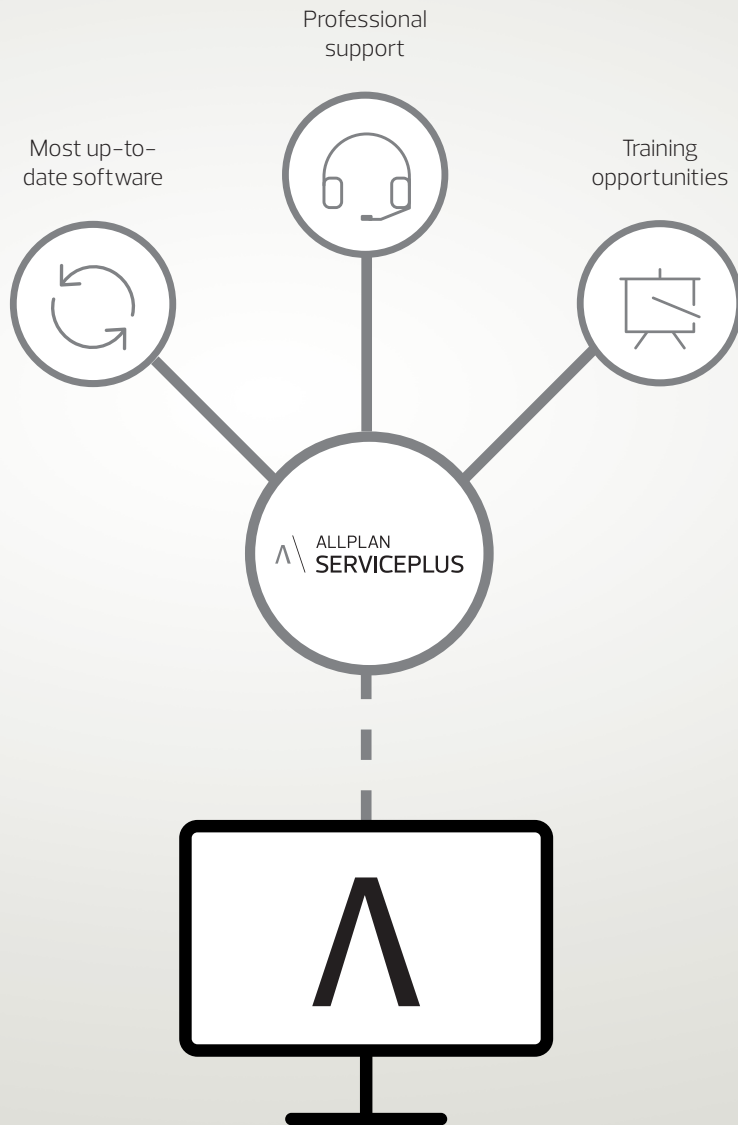 Professional
support
Most up-to-
date software
Training
opportunities
ALLPLAN
SERVICEPLUS